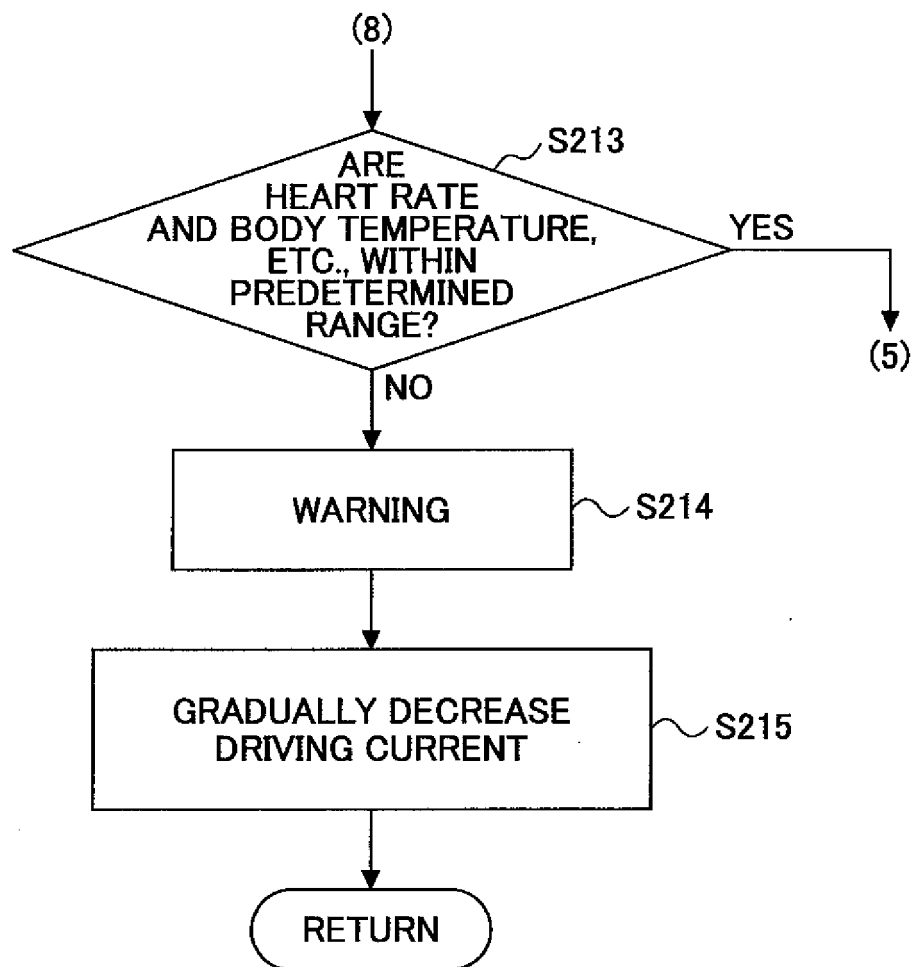 (8)
S213
ARE
HEART RATE
AND BODY TEMPERATURE,
ETC., WITHIN
PREDETERMINED
RANGE?
YES
(5)
NO
WARNING
S214
GRADUALLY DECREASE
DRIVING CURRENT
S215
RETURN